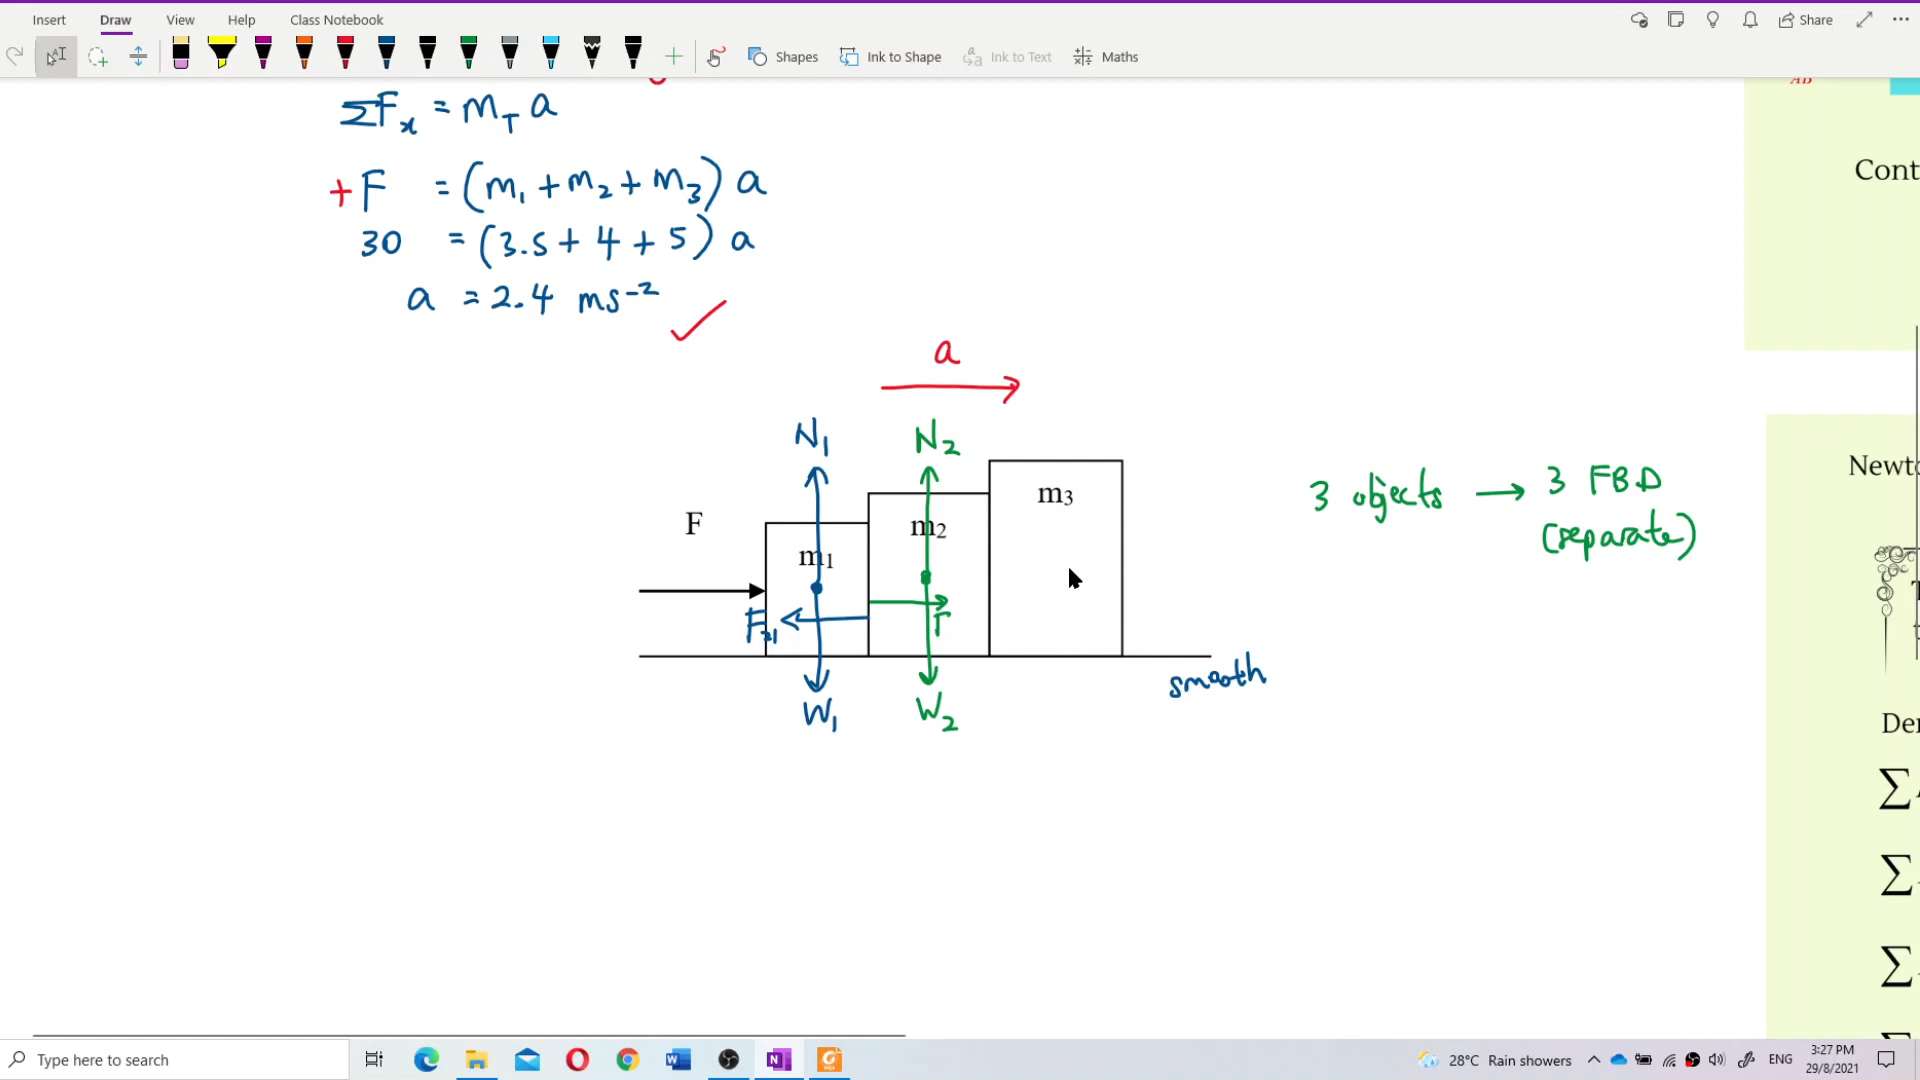 Insert Draw View Help Class Notebook
Share
Shapes Ink to Shape Ink to Text Maths
ΣFx = mT a
+F = (m1 + m2 + m3) a
30 = (3.5 + 4 + 5) a
a = 2.4 ms⁻²
a
N1 N2
F
m1 m2 m3
F21
W1 W2
smooth
3 objects → 3 FBD
(separate)
AB
Cont
Newto
Der
Σ
Σ
Σ
Type here to search
28°C Rain showers
ENG
3:27 PM
29/8/2021